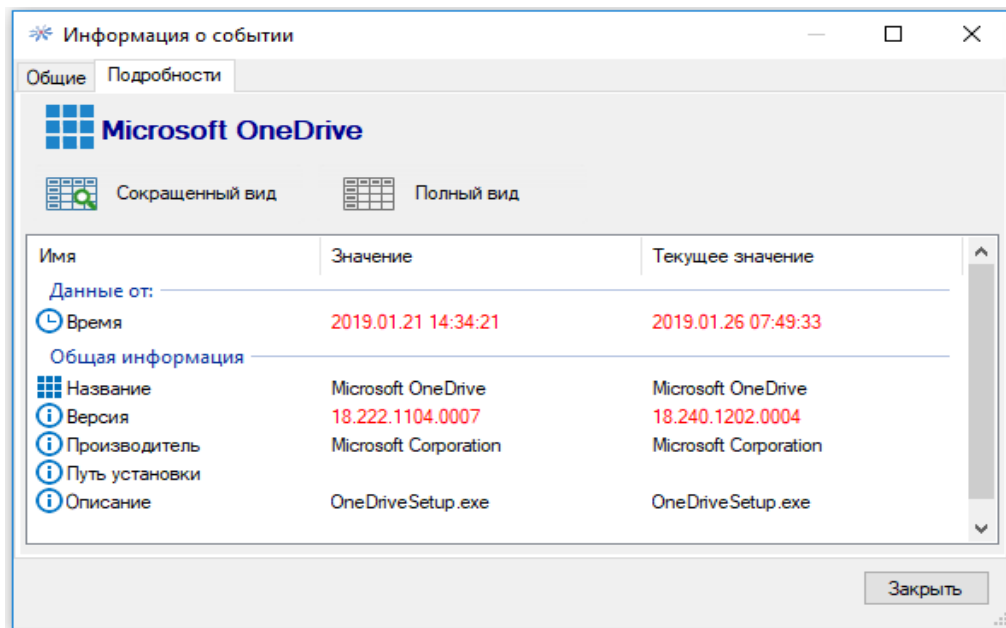 Информация о событии
Общие Подробности
Microsoft OneDrive
Сокращенный вид Полный вид
Имя Значение Текущее значение
Данные от:
Время 2019.01.21 14:34:21 2019.01.26 07:49:33
Общая информация
Название Microsoft OneDrive Microsoft OneDrive
Версия 18.222.1104.0007 18.240.1202.0004
Производитель Microsoft Corporation Microsoft Corporation
Путь установки
Описание OneDriveSetup.exe OneDriveSetup.exe
Закрыть